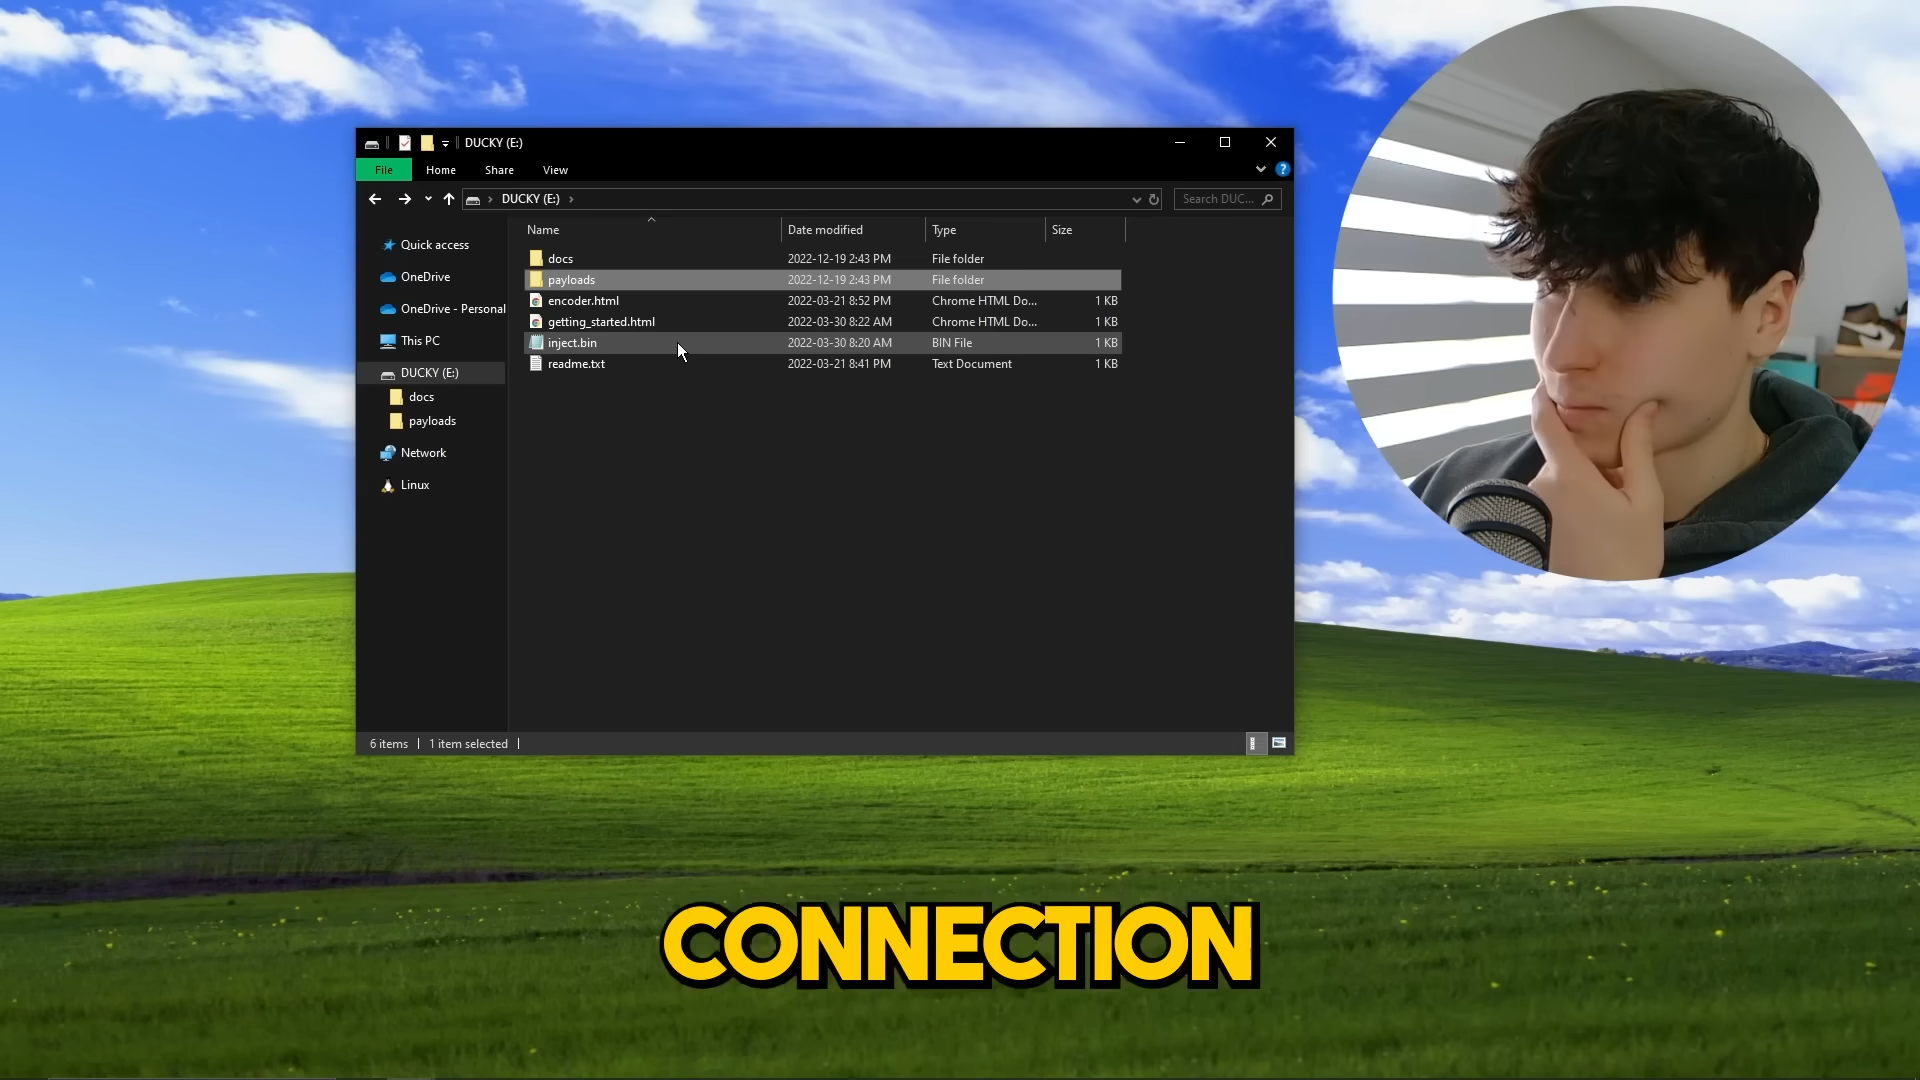 DUCKY (E:)
File Home Share View
DUCKY (E:) Search DUC...
Name Date modified Type Size
Quick access
OneDrive
OneDrive - Personal
This PC
DUCKY (E:)
docs
payloads
Network
Linux
docs 2022-12-19 2:43 PM File folder
payloads 2022-12-19 2:43 PM File folder
encoder.html 2022-03-21 8:52 PM Chrome HTML Do... 1 KB
getting_started.html 2022-03-30 8:22 AM Chrome HTML Do... 1 KB
inject.bin 2022-03-30 8:20 AM BIN File 1 KB
readme.txt 2022-03-21 8:41 PM Text Document 1 KB
6 items 1 item selected
CONNECTION